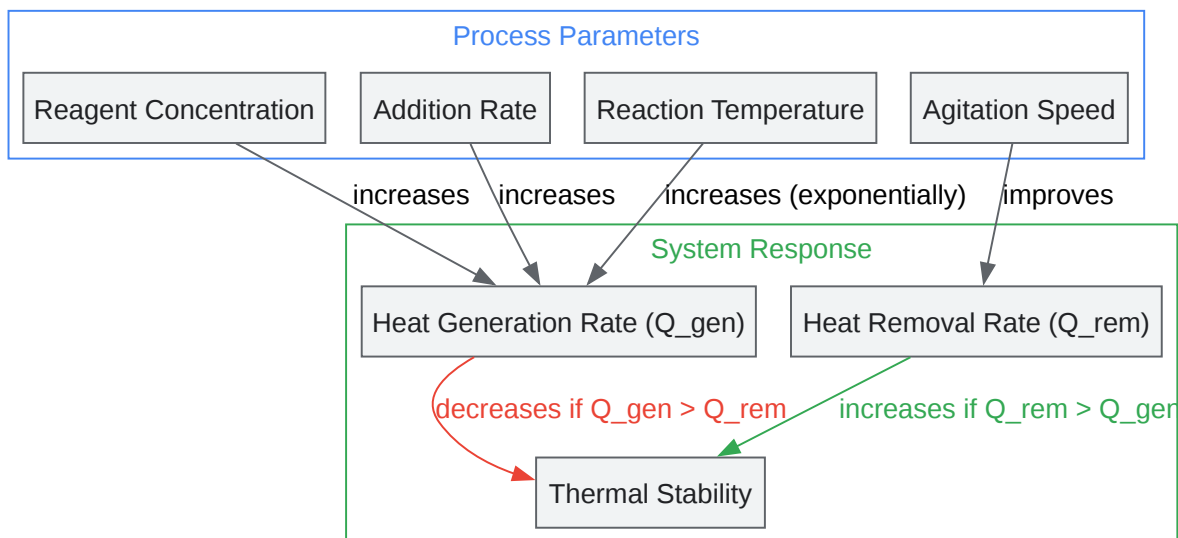 Process Parameters
Reagent Concentration
Addition Rate
Reaction Temperature
Agitation Speed
increases
increases
increases (exponentially)
improves
System Response
Heat Generation Rate (Q_gen)
Heat Removal Rate (Q_rem)
decreases if Q_gen > Q_rem
increases if Q_rem > Q_gen
Thermal Stability